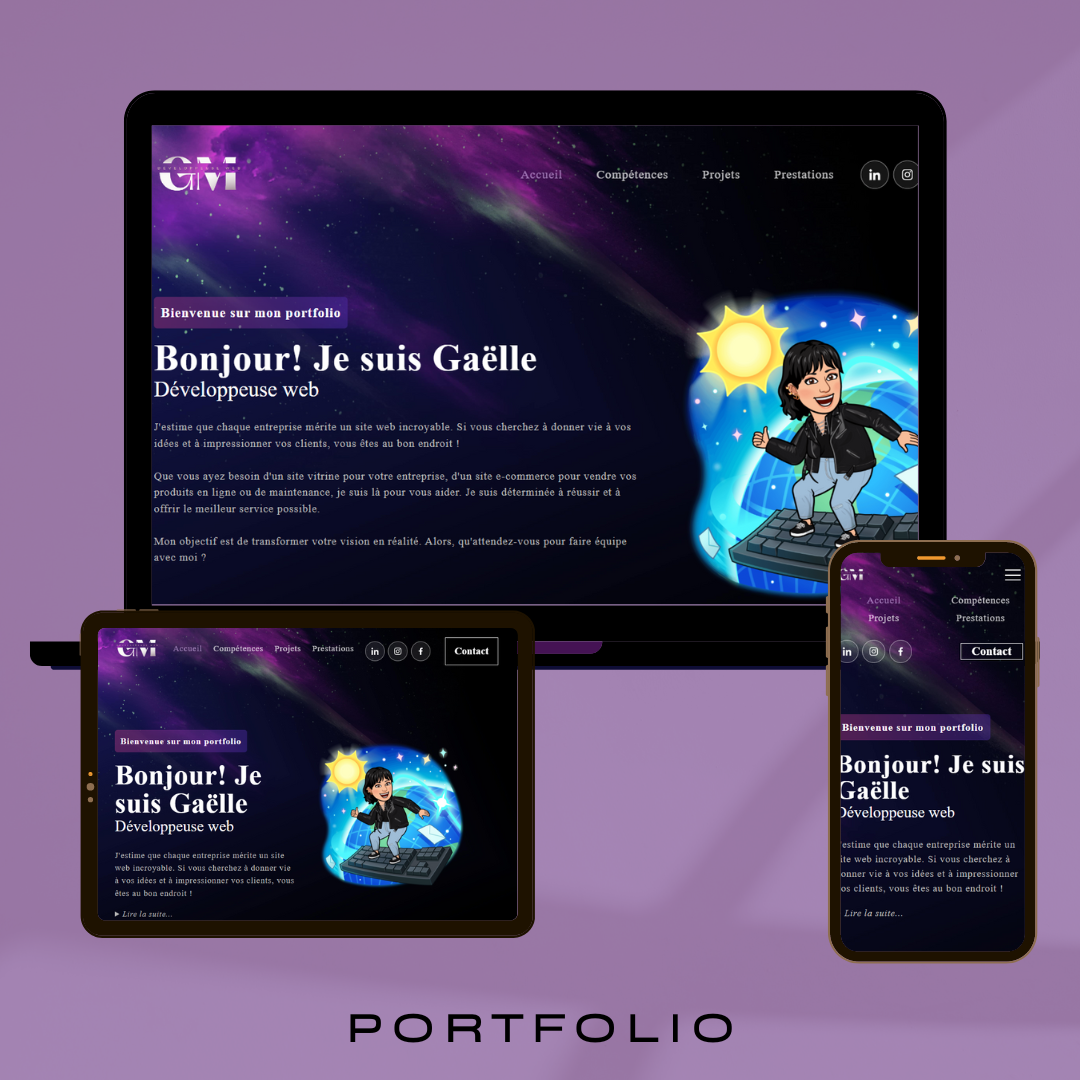 GM
DEVELOPPEUSE WEB
Accueil Compétences Projets Prestations
Bienvenue sur mon portfolio
Bonjour! Je suis Gaëlle
Développeuse web
J'estime que chaque entreprise mérite un site web incroyable. Si vous cherchez à donner vie à vos
idées et à impressionner vos clients, vous êtes au bon endroit !
Que vous ayez besoin d'un site vitrine pour votre entreprise, d'un site e-commerce pour vendre vos
produits en ligne ou de maintenance, je suis là pour vous aider. Je suis déterminée à réussir et à
offrir le meilleur service possible.
Mon objectif est de transformer votre vision en réalité. Alors, qu'attendez-vous pour faire équipe
avec moi ?
GM
Accueil Compétences Projets Prestations Contact
Bienvenue sur mon portfolio
Bonjour! Je
suis Gaëlle
Développeuse web
J'estime que chaque entreprise mérite un site
web incroyable. Si vous cherchez à donner vie
à vos idées et à impressionner vos clients, vous
êtes au bon endroit !
Lire la suite...
GM
Accueil Compétences
Projets Prestations
Contact
Bienvenue sur mon portfolio
Bonjour! Je suis
Gaëlle
Développeuse web
'estime que chaque entreprise mérite un
ite web incroyable. Si vous cherchez à
onner vie à vos idées et à impressionner
os clients, vous êtes au bon endroit !
Lire la suite...
PORTFOLIO